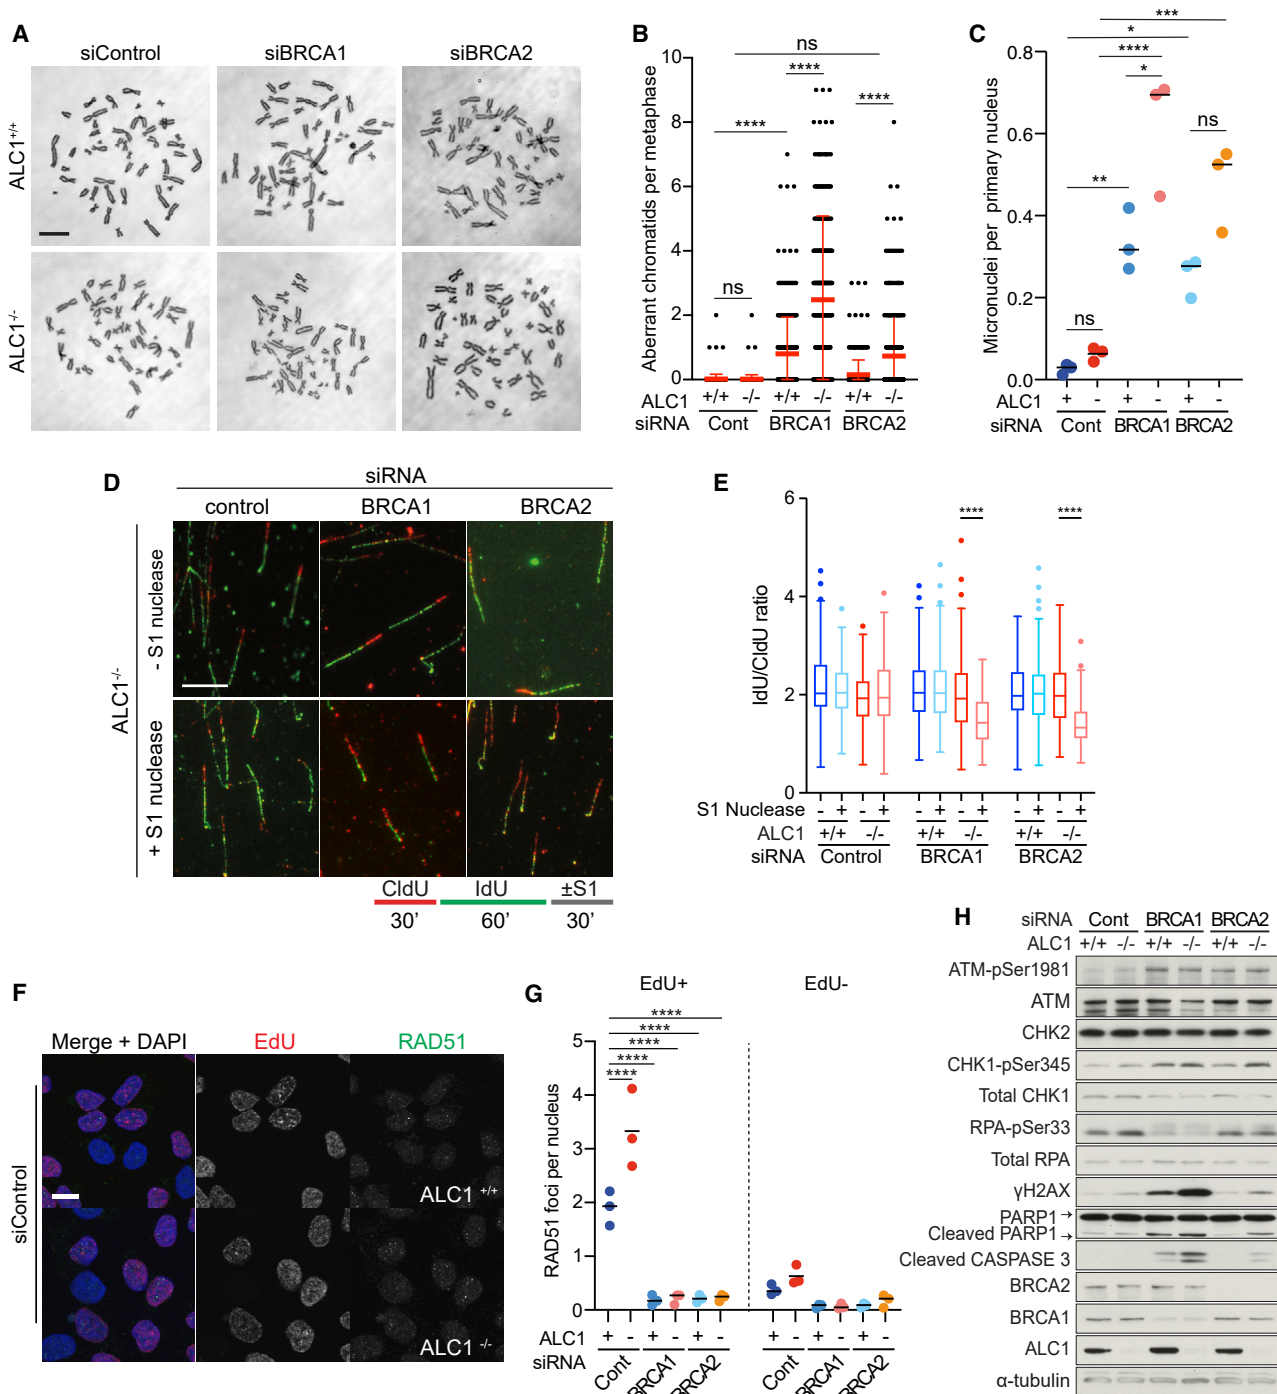 A
siControl
siBRCA1
siBRCA2
ALC1+/+
ALC1-/-
B
Aberrant chromatids per metaphase
10
8
6
4
2
0
ns
****
****
****
ns
ALC1
+/+ -/- +/+ -/- +/+ -/-
siRNA
Cont
BRCA1
BRCA2
C
Micronuclei per primary nucleus
0.8
0.6
0.4
0.2
0.0
***
*
****
*
ns
**
ns
ALC1
+ - + - + -
siRNA
Cont
BRCA1
BRCA2
D
siRNA
control
BRCA1
BRCA2
ALC1-/-
- S1 nuclease
+ S1 nuclease
CldU
IdU
±S1
30’
60’
30’
E
IdU/CldU ratio
6
4
2
0
****
****
S1 Nuclease
- + - + - + - + - + - +
ALC1
+/+ -/- +/+ -/- +/+ -/-
siRNA
Control
BRCA1
BRCA2
F
Merge + DAPI
EdU
RAD51
siControl
ALC1 +/+
ALC1 -/-
G
EdU+
EdU-
RAD51 foci per nucleus
5
4
3
2
1
0
****
****
****
****
****
ALC1
+ - + - + - + - + - + -
siRNA
Cont
BRCA1
BRCA2
Cont
BRCA1
BRCA2
H
siRNA
Cont
BRCA1
BRCA2
ALC1
+/+ -/- +/+ -/- +/+ -/-
ATM-pSer1981
ATM
CHK2
CHK1-pSer345
Total CHK1
RPA-pSer33
Total RPA
γH2AX
PARP1
Cleaved PARP1
Cleaved CASPASE 3
BRCA2
BRCA1
ALC1
α-tubulin